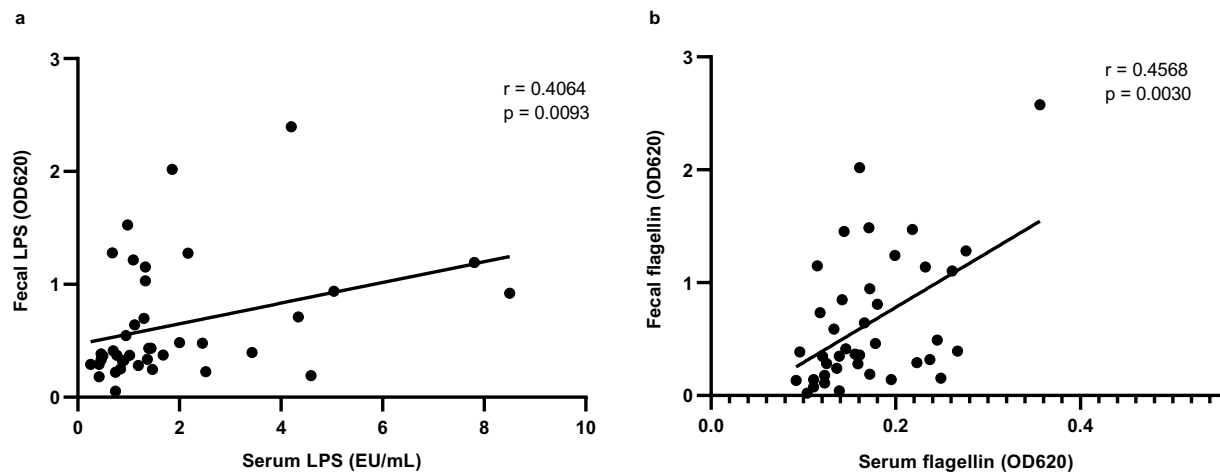 a
r = 0.4064
p = 0.0093
Fecal LPS (OD620)
3
2
1
0
0
2
4
6
8
10
Serum LPS (EU/mL)
b
r = 0.4568
p = 0.0030
Fecal flagellin (OD620)
3
2
1
0
0.0
0.2
0.4
Serum flagellin (OD620)